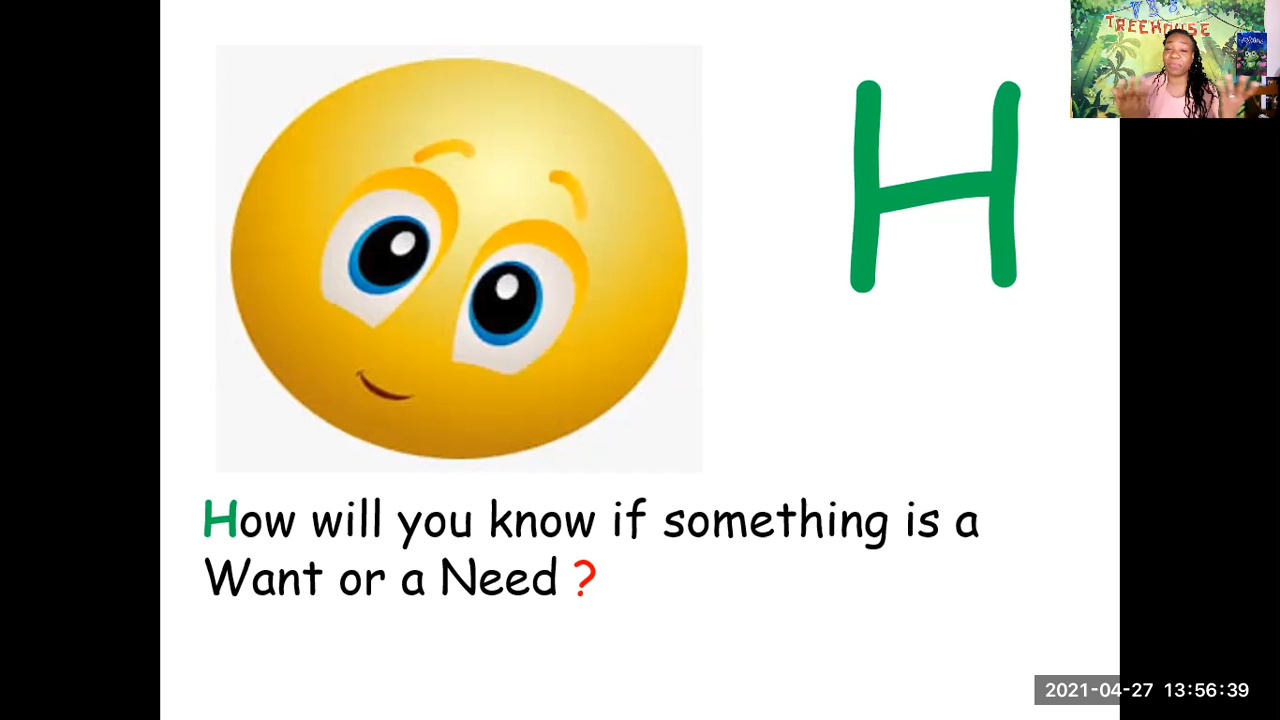 TREEHOUSE
H
How will you know if something is a
Want or a Need ?
2021-04-27 13:56:39